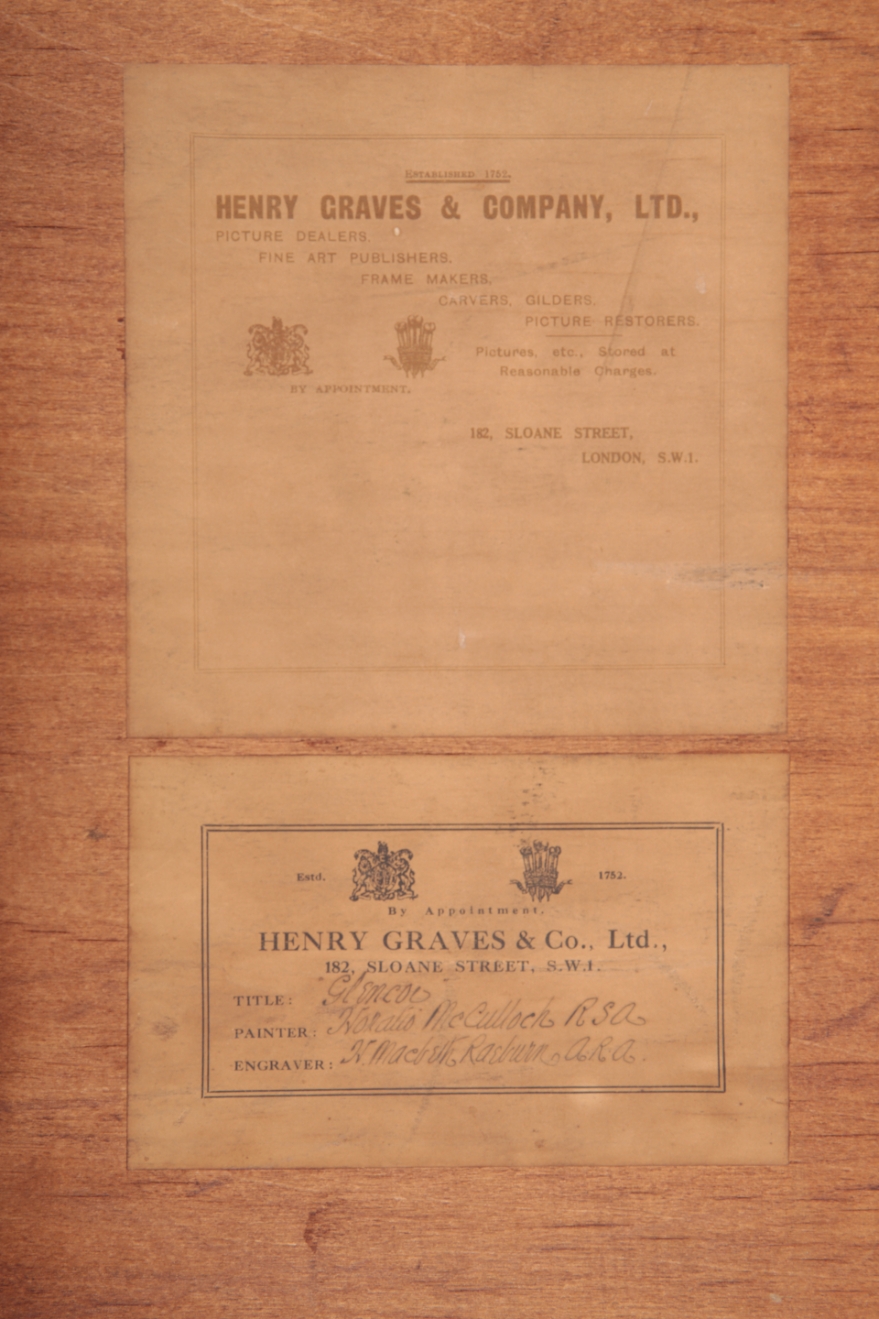 ESTABLISHED 1752.
HENRY GRAVES & COMPANY, LTD.,
PICTURE DEALERS.
FINE ART PUBLISHERS.
FRAME MAKERS,
CARVERS, GILDERS,
PICTURE RESTORERS.
Pictures, etc., Stored at
Reasonable Charges.
BY APPOINTMENT.
182, SLOANE STREET,
LONDON, S.W.1.
Estd. 1752.
By Appointment.
HENRY GRAVES & Co., Ltd.,
182, SLOANE STREET, S.W.1.
TITLE: Glencoe
PAINTER: Horatio McCulloch RSA
ENGRAVER: H. Macbeth Raeburn, A.R.A.